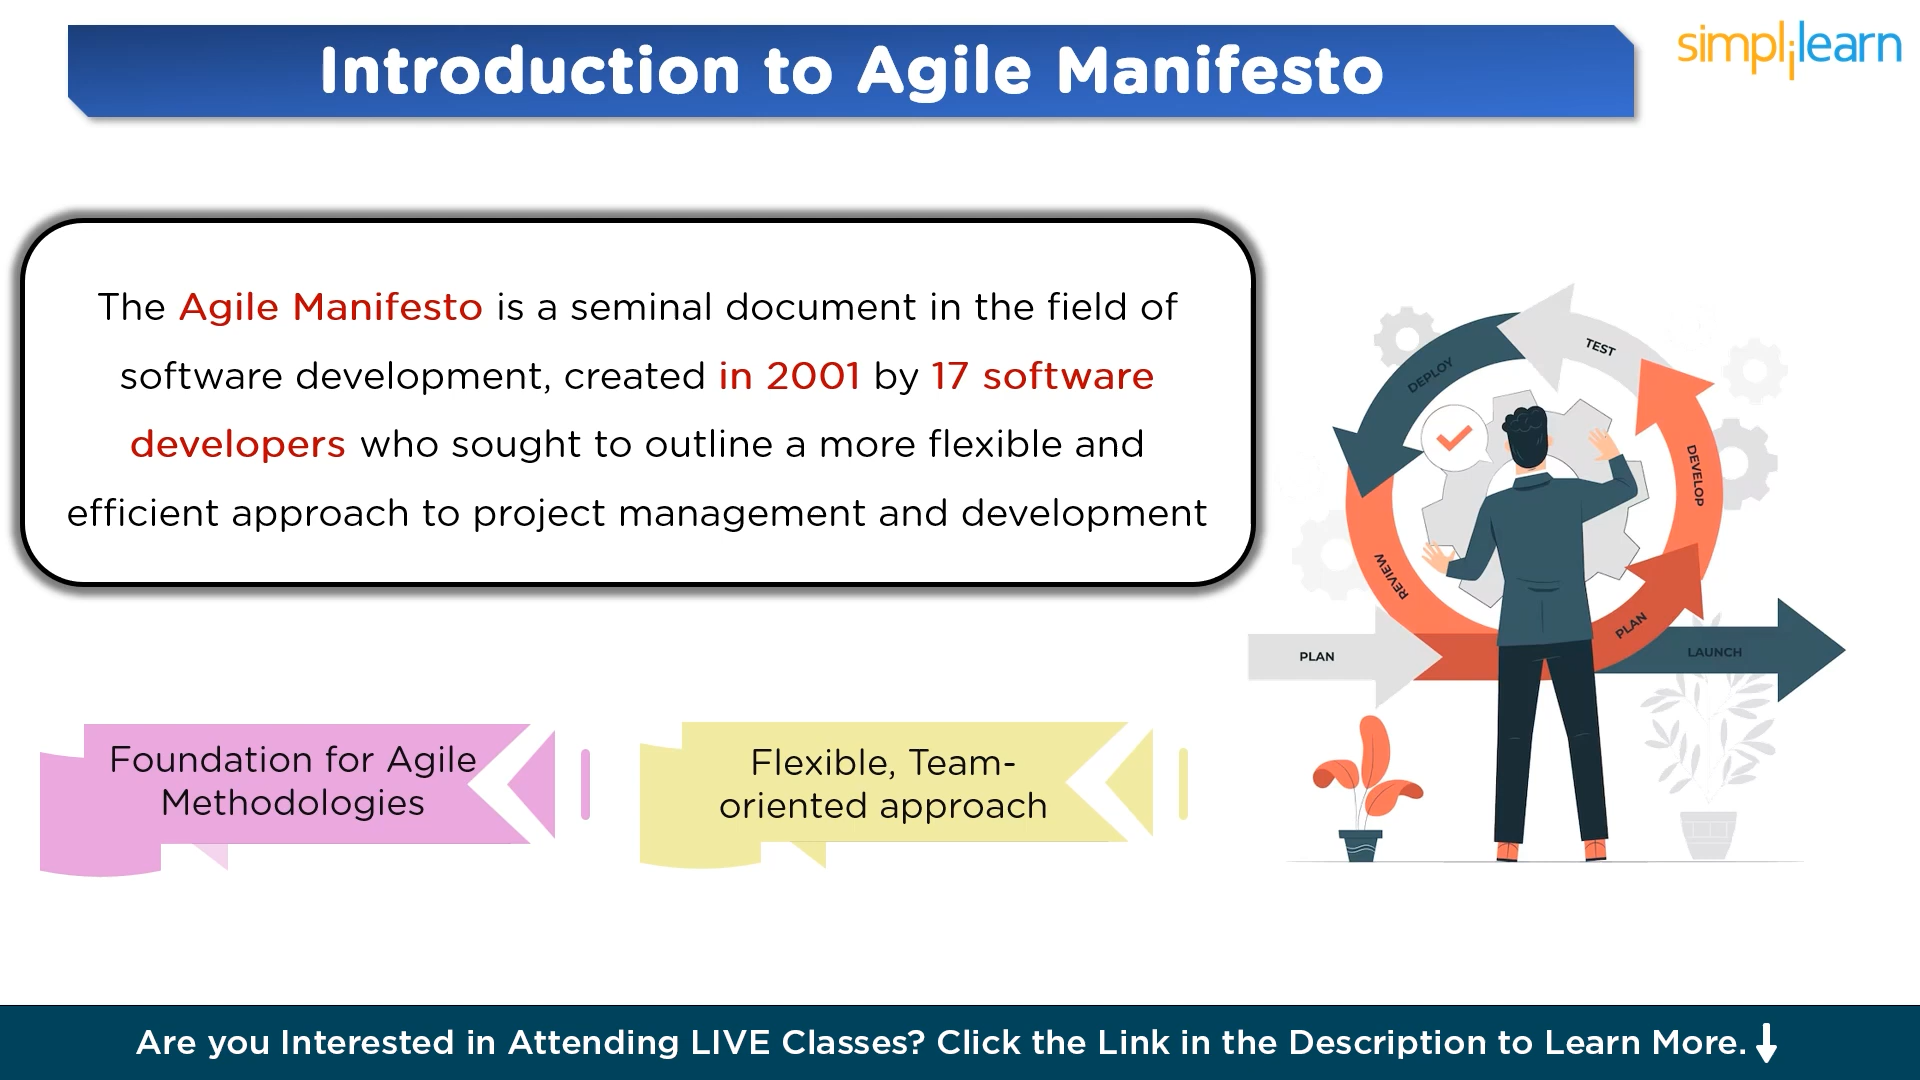 Introduction to Agile Manifesto
simplilearn
The Agile Manifesto is a seminal document in the field of
software development, created in 2001 by 17 software
developers who sought to outline a more flexible and
efficient approach to project management and development
DEPLOY
TEST
DEVELOP
REVIEW
PLAN
PLAN
LAUNCH
Foundation for Agile
Methodologies
Flexible, Team-
oriented approach
Are you Interested in Attending LIVE Classes? Click the Link in the Description to Learn More.